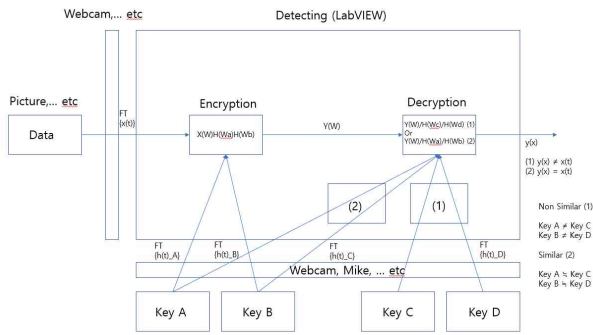 Webcam,… etc
Detecting (LabVIEW)
Picture,… etc
Encryption
Decryption
FT
{x(t)}
Data
X(W)H(Wa)H(Wb)
Y(W)
Y(W)/H(Wc)/H(Wd) (1)
Or
Y(W)/H(Wa)/H(Wb) (2)
y(x)
(1) y(x) ≠ x(t)
(2) y(x) = x(t)
(2)
(1)
Non Similar (1)
Key A ≠ Key C
Key B ≠ Key D
FT
{h(t)_A}
FT
{h(t)_B}
FT
{h(t)_C}
FT
{h(t)_D}
Similar (2)
Webcam, Mike, … etc
Key A ≒ Key C
Key B ≒ Key D
Key A
Key B
Key C
Key D